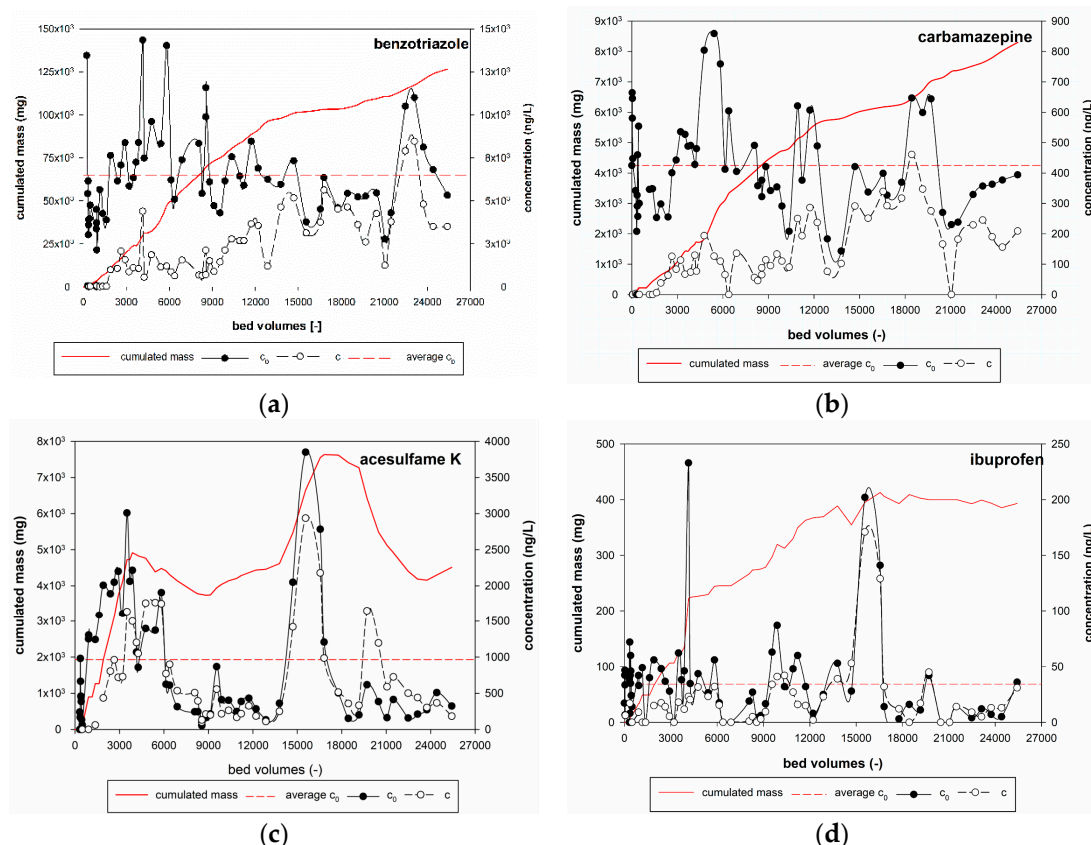 benzotriazole
150x10³
125x10³
100x10³
75x10³
50x10³
25x10³
0
cumulated mass (mg)
15x10³
13x10³
10x10³
8x10³
5x10³
3x10³
0
concentration (ng/L)
0 3000 6000 9000 12000 15000 18000 21000 24000 27000
bed volumes [-]
cumulated mass c₀ c average c₀
(a)
carbamazepine
9x10³
8x10³
7x10³
6x10³
5x10³
4x10³
3x10³
2x10³
1x10³
0
cumulated mass (mg)
900
800
700
600
500
400
300
200
100
0
concentration (ng/L)
0 3000 6000 9000 12000 15000 18000 21000 24000 27000
bed volumes (-)
cumulated mass average c₀ c₀ c
(b)
acesulfame K
8x10³
7x10³
6x10³
5x10³
4x10³
3x10³
2x10³
1x10³
0
cumulated mass (mg)
4000
3500
3000
2500
2000
1500
1000
500
0
concentration (ng/L)
0 3000 6000 9000 12000 15000 18000 21000 24000 27000
bed volumes (-)
cumulated mass average c₀ c₀ c
(c)
ibuprofen
500
400
300
200
100
0
cumulated mass (mg)
250
200
150
100
50
0
concentration (ng/L)
0 3000 6000 9000 12000 15000 18000 21000 24000 27000
bed volumes (-)
cumulated mass average c₀ c₀ c
(d)